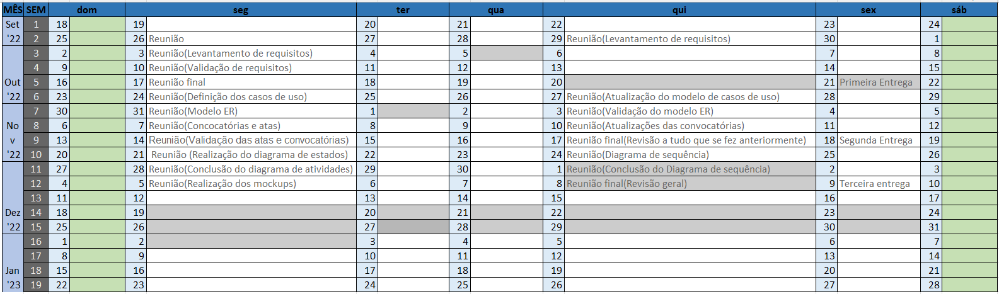 MÊS SEM dom seg ter qua qui sex sáb
Set 1 18 19 20 21 22 23 24
'22 2 25 26 Reunião 27 28 29 Reunião(Levantamento de requisitos) 30 1
3 2 3 Reunião(Levantamento de requisitos) 4 5 6 7 8
4 9 10 Reunião(Validação de requisitos) 11 12 13 14 15
Out 5 16 17 Reunião final 18 19 20 21 Primeira Entrega 22
'22 6 23 24 Reunião(Definição dos casos de uso) 25 26 27 Reunião(Atualização do modelo de casos de uso) 28 29
7 30 31 Reunião(Modelo ER) 1 2 3 Reunião(Validação do modelo ER) 4 5
No 8 6 7 Reunião(Concocatórias e atas) 8 9 10 Reunião(Atualizações das convocatórias) 11 12
v 9 13 14 Reunião(Validação das atas e convocatórias) 15 16 17 Reunião final(Revisão a tudo que se fez anteriormente) 18 Segunda Entrega 19
'22 10 20 21 Reunião (Realização do diagrama de estados) 22 23 24 Reunião(Diagrama de sequência) 25 26
11 27 28 Reunião(Conclusão do diagrama de atividades) 29 30 1 Reunião(Conclusão do Diagrama de sequência) 2 3
12 4 5 Reunião(Realização dos mockups) 6 7 8 Reunião final(Revisão geral) 9 Terceira entrega 10
13 11 12 13 14 15 16 17
Dez 14 18 19 20 21 22 23 24
'22 15 25 26 27 28 29 30 31
16 1 2 3 4 5 6 7
17 8 9 10 11 12 13 14
Jan 18 15 16 17 18 19 20 21
'23 19 22 23 24 25 26 27 28